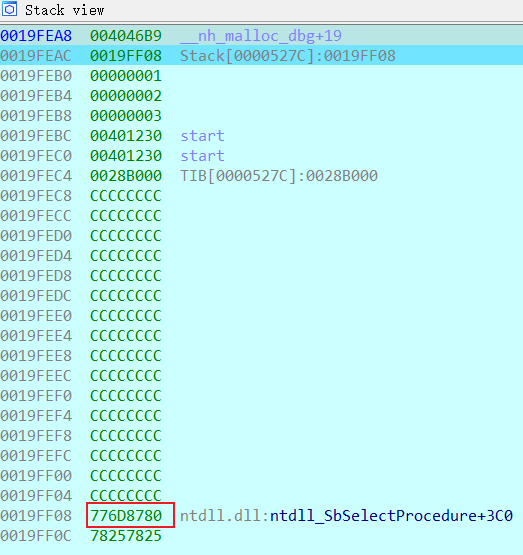 Stack view
0019FEA8 004046B9 __nh_malloc_dbg+19
0019FEAC 0019FF08 Stack[0000527C]:0019FF08
0019FEB0 00000001
0019FEB4 00000002
0019FEB8 00000003
0019FEBC 00401230 start
0019FEC0 00401230 start
0019FEC4 0028B000 TIB[0000527C]:0028B000
0019FEC8 CCCCCCCC
0019FECC CCCCCCCC
0019FED0 CCCCCCCC
0019FED4 CCCCCCCC
0019FED8 CCCCCCCC
0019FEDC CCCCCCCC
0019FEE0 CCCCCCCC
0019FEE4 CCCCCCCC
0019FEE8 CCCCCCCC
0019FEEC CCCCCCCC
0019FEF0 CCCCCCCC
0019FEF4 CCCCCCCC
0019FEF8 CCCCCCCC
0019FEFC CCCCCCCC
0019FF00 CCCCCCCC
0019FF04 CCCCCCCC
0019FF08 776D8780 ntdll.dll:ntdll_SbSelectProcedure+3C0
0019FF0C 78257825